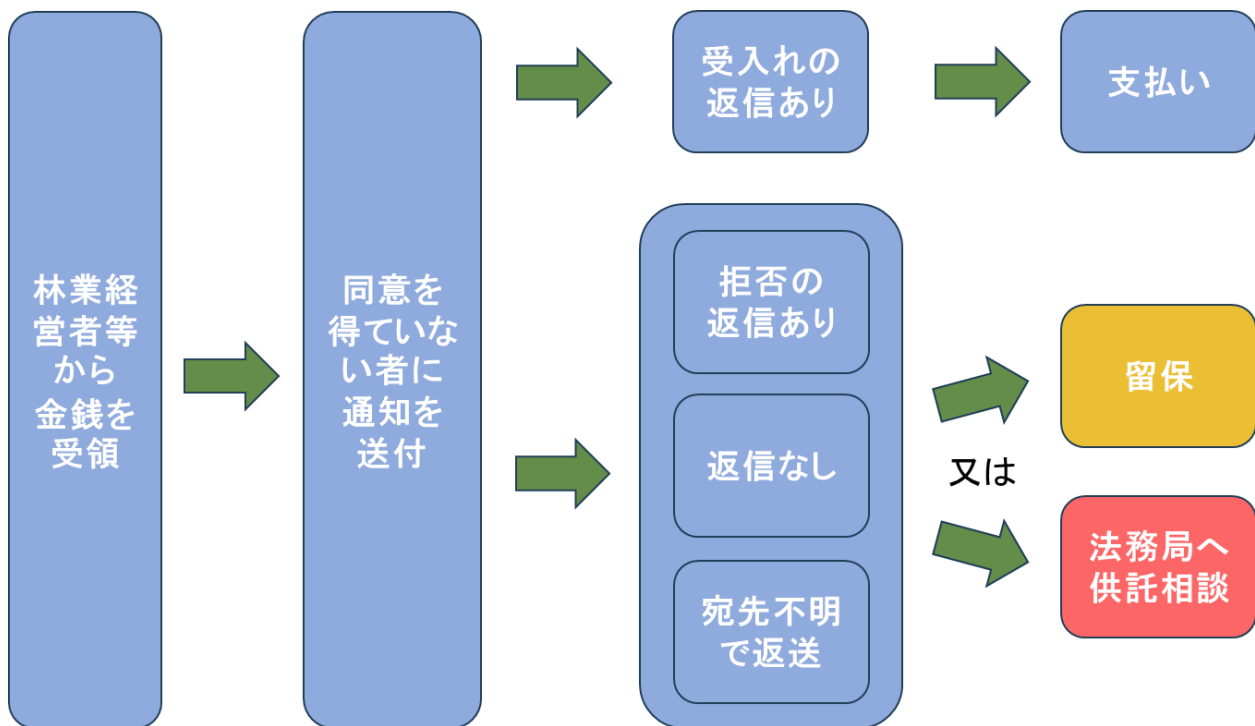 林業経
営者等
から
金銭を
受領
同意を
得ていな
い者に
通知を
送付
受入れの
返信あり
支払い
拒否の
返信あり
返信なし
宛先不明
で返送
留保
又は
法務局へ
供託相談